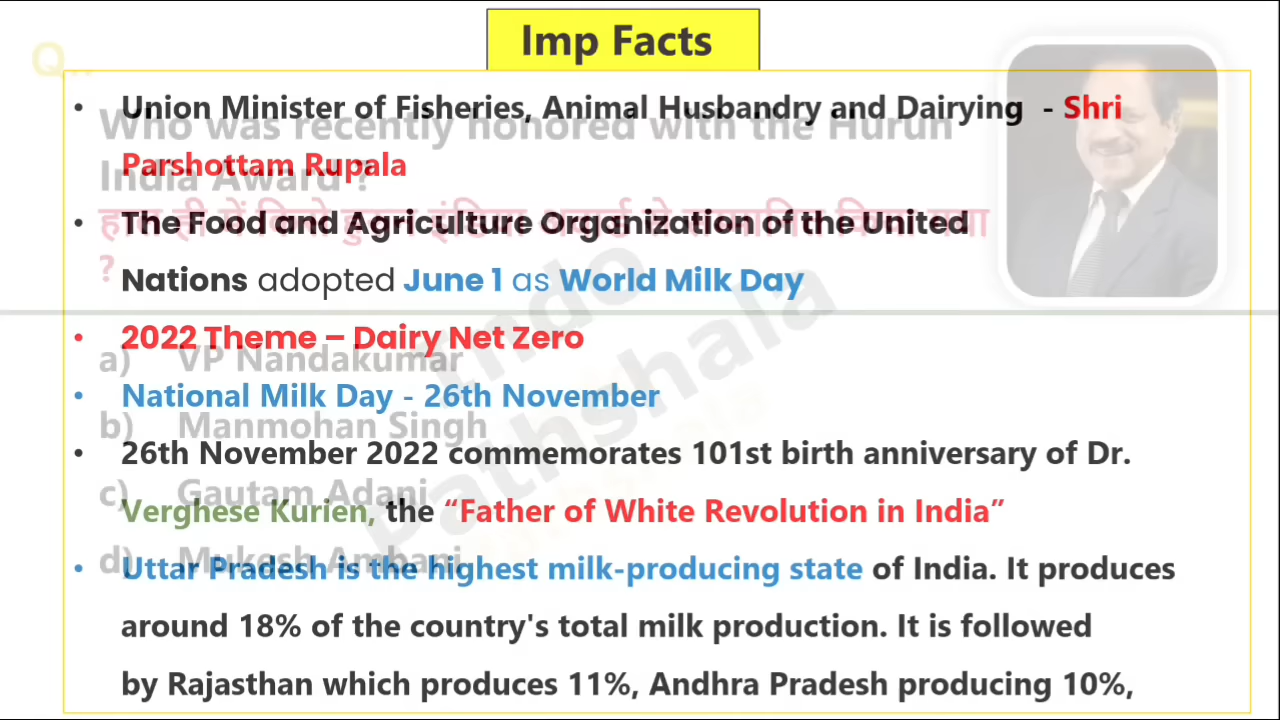 Imp Facts
Q..
• Union Minister of Fisheries, Animal Husbandry and Dairying - Shri
Parshottam Rupala
• The Food and Agriculture Organization of the United
Nations adopted June 1 as World Milk Day
• 2022 Theme – Dairy Net Zero
• National Milk Day - 26th November
• 26th November 2022 commemorates 101st birth anniversary of Dr.
Verghese Kurien, the “Father of White Revolution in India”
• Uttar Pradesh is the highest milk-producing state of India. It produces
around 18% of the country's total milk production. It is followed
by Rajasthan which produces 11%, Andhra Pradesh producing 10%,
Who was recently honored with the Hurun
India Award ?
हाल ही में किसे हुरुन इंडिया अवार्ड से सम्मानित किया गया
?
a) VP Nandakumar
b) Manmohan Singh
c) Gautam Adani
d) Mukesh Ambani
Indo
Pathshala